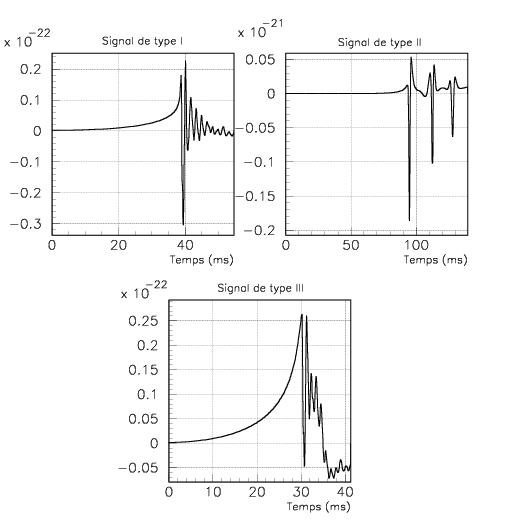 x 10^-22
Signal de type I
0.2
0.1
0
−0.1
−0.2
−0.3
0 20 40
Temps (ms)
x 10^-21
Signal de type II
0.05
0
−0.05
−0.1
−0.15
−0.2
0 50 100
Temps (ms)
x 10^-22
Signal de type III
0.25
0.2
0.15
0.1
0.05
0
−0.05
0 10 20 30 40
Temps (ms)